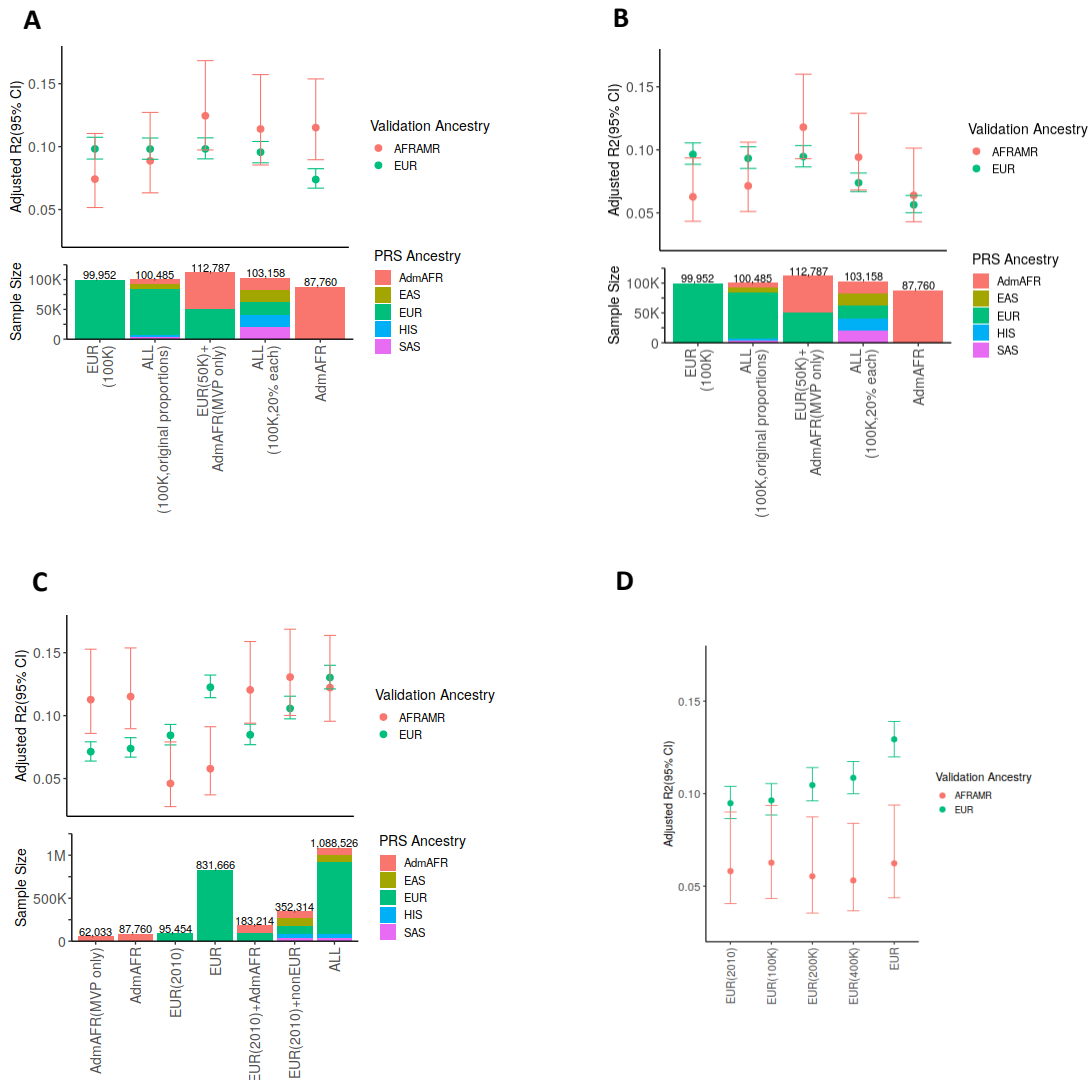 A
Adjusted R2(95% CI)
0.15
0.10
0.05
Validation Ancestry
AFRAMR
EUR
Sample Size
100K
50K
0
99,952
100,485
112,787
103,158
87,760
PRS Ancestry
AdmAFR
EAS
EUR
HIS
SAS
EUR
(100K)
ALL
(100K,original proportions)
EUR(50K)+
AdmAFR(MVP only)
ALL
(100K,20% each)
AdmAFR
B
Adjusted R2(95% CI)
0.15
0.10
0.05
Validation Ancestry
AFRAMR
EUR
Sample Size
100K
50K
0
99,952
100,485
112,787
103,158
87,760
PRS Ancestry
AdmAFR
EAS
EUR
HIS
SAS
EUR
(100K)
ALL
(100K,original proportions)
EUR(50K)+
AdmAFR(MVP only)
ALL
(100K,20% each)
AdmAFR
C
Adjusted R2(95% CI)
0.15
0.10
0.05
Validation Ancestry
AFRAMR
EUR
Sample Size
1M
500K
0
62,033
87,760
95,454
831,666
183,214
352,314
1,088,526
PRS Ancestry
AdmAFR
EAS
EUR
HIS
SAS
AdmAFR(MVP only)
AdmAFR
EUR(2010)
EUR
EUR(2010)+AdmAFR
EUR(2010)+nonEUR
ALL
D
Adjusted R2(95% CI)
0.15
0.10
0.05
Validation Ancestry
AFRAMR
EUR
EUR(2010)
EUR(100K)
EUR(200K)
EUR(400K)
EUR